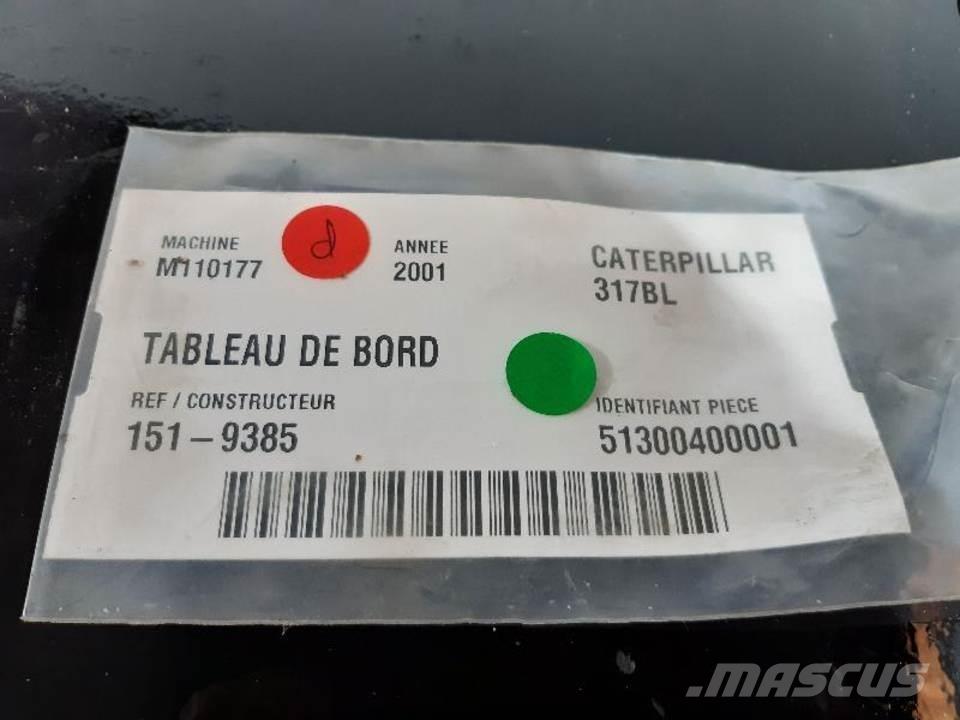 MACHINE
M110177
d
ANNEE
2001
CATERPILLAR
317BL
TABLEAU DE BORD
REF / CONSTRUCTEUR
151-9385
IDENTIFIANT PIECE
51300400001
MASCUS